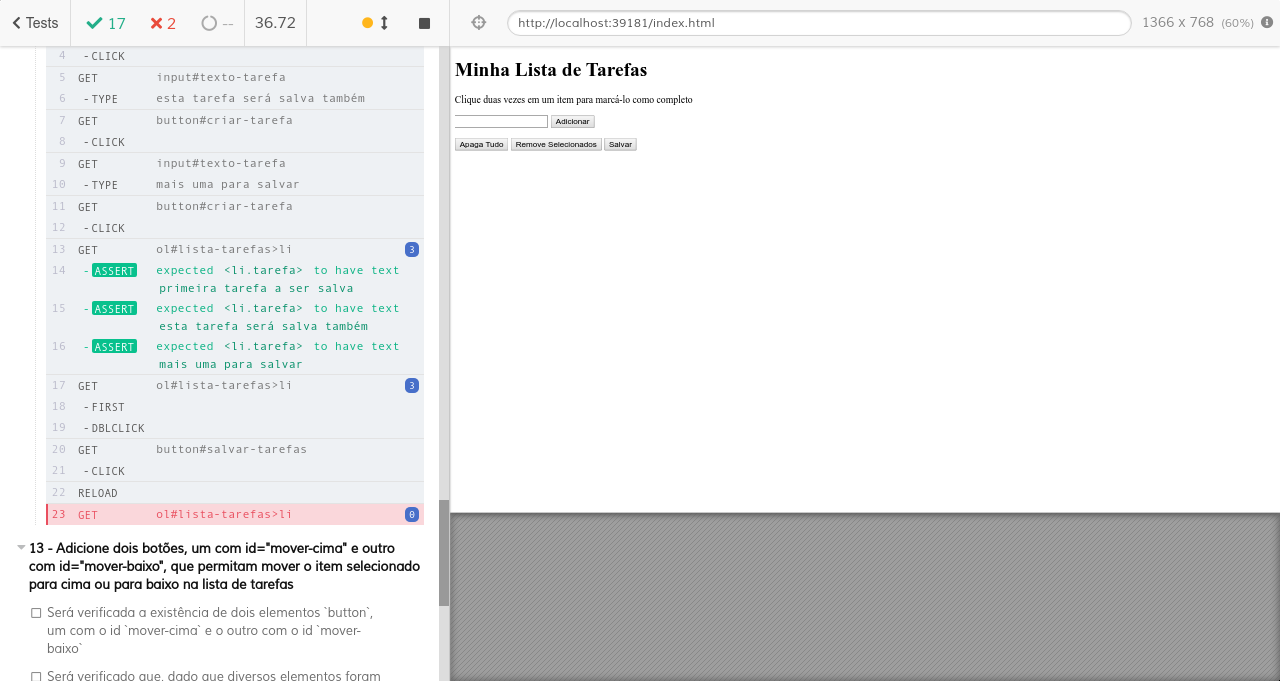 Tests 17 2 -- 36.72 http://localhost:39181/index.html 1366 x 768 (60%)
4 -CLICK
5 GET input#texto-tarefa
6 -TYPE esta tarefa será salva também
7 GET button#criar-tarefa
8 -CLICK
9 GET input#texto-tarefa
10 -TYPE mais uma para salvar
11 GET button#criar-tarefa
12 -CLICK
13 GET ol#lista-tarefas>li 3
14 -ASSERT expected <li.tarefa> to have text
primeira tarefa a ser salva
15 -ASSERT expected <li.tarefa> to have text
esta tarefa será salva também
16 -ASSERT expected <li.tarefa> to have text
mais uma para salvar
17 GET ol#lista-tarefas>li 3
18 -FIRST
19 -DBLCLICK
20 GET button#salvar-tarefas
21 -CLICK
22 RELOAD
23 GET ol#lista-tarefas>li 0
13 - Adicione dois botões, um com id="mover-cima" e outro
com id="mover-baixo", que permitam mover o item selecionado
para cima ou para baixo na lista de tarefas
Será verificada a existência de dois elementos `button`,
um com o id `mover-cima` e o outro com o id `mover-
baixo`
Será verificado que, dado que diversos elementos foram
Minha Lista de Tarefas
Clique duas vezes em um item para marcá-lo como completo
Adicionar
Apaga Tudo Remove Selecionados Salvar